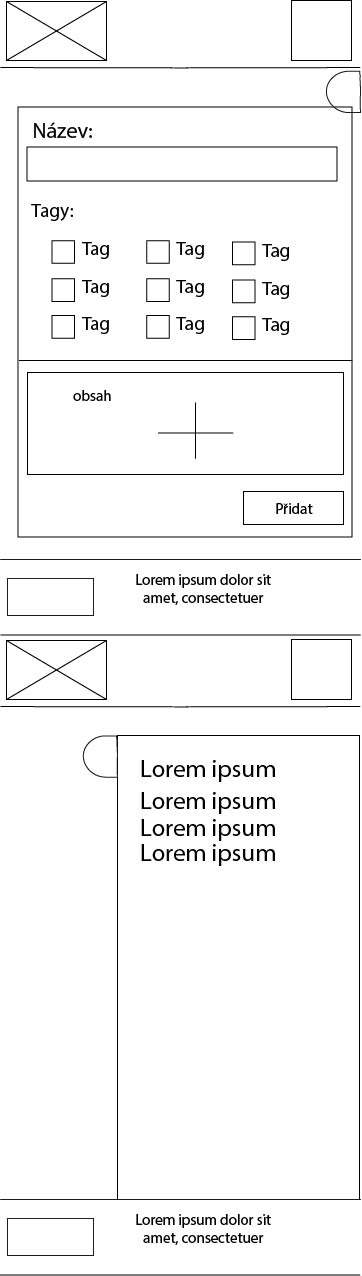 Název:
Tagy:
Tag Tag Tag
Tag Tag Tag
Tag Tag Tag
obsah
Přidat
Lorem ipsum dolor sit
amet, consectetuer
Lorem ipsum
Lorem ipsum
Lorem ipsum
Lorem ipsum
Lorem ipsum dolor sit
amet, consectetuer